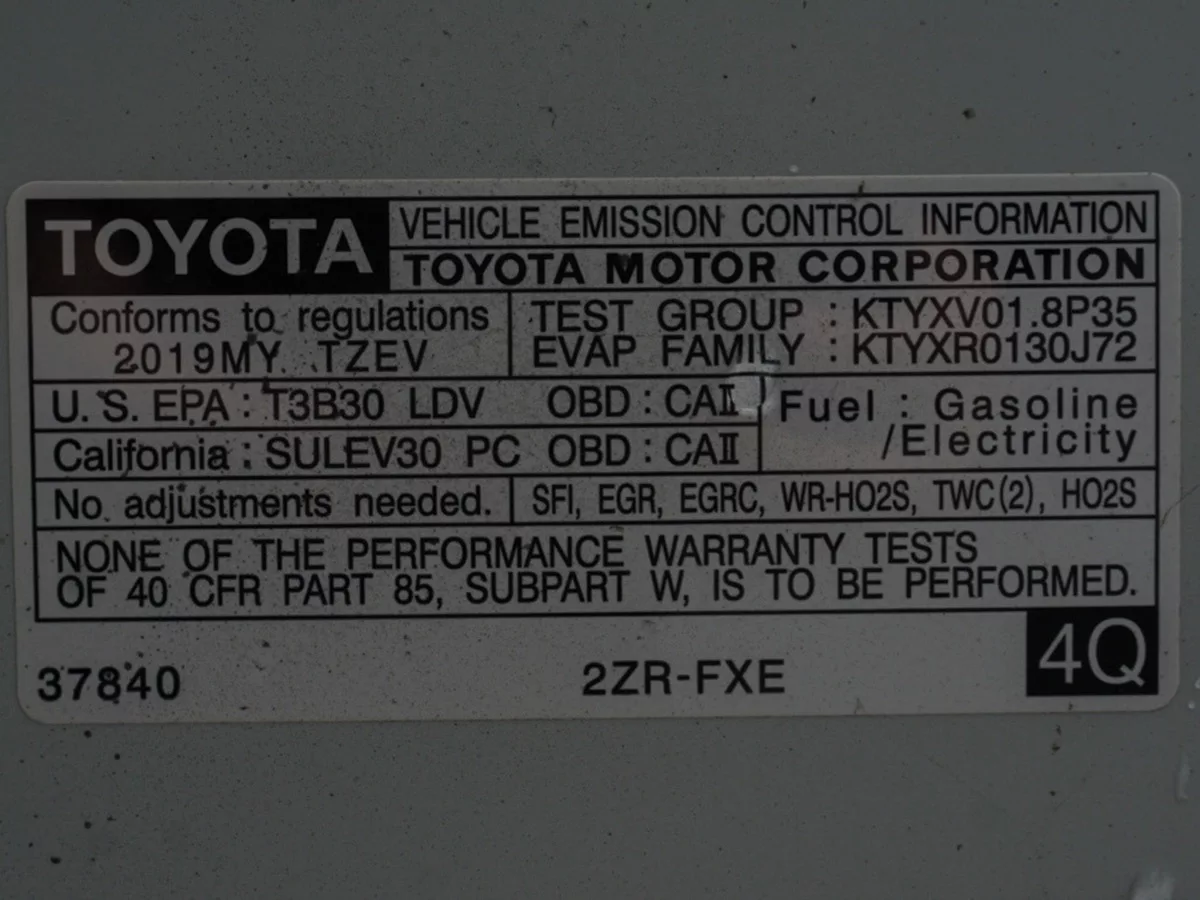 TOYOTA
VEHICLE EMISSION CONTROL INFORMATION
TOYOTA MOTOR CORPORATION
Conforms to regulations
2019MY TZEV
TEST GROUP : KTYXV01.8P35
EVAP FAMILY : KTYXR0130J72
U.S. EPA : T3B30 LDV OBD : CAII
California : SULEV30 PC OBD : CAII
Fuel : Gasoline
/Electricity
No adjustments needed.
SFI, EGR, EGRC, WR-HO2S, TWC(2), HO2S
NONE OF THE PERFORMANCE WARRANTY TESTS
OF 40 CFR PART 85, SUBPART W, IS TO BE PERFORMED.
37840
2ZR-FXE
4Q